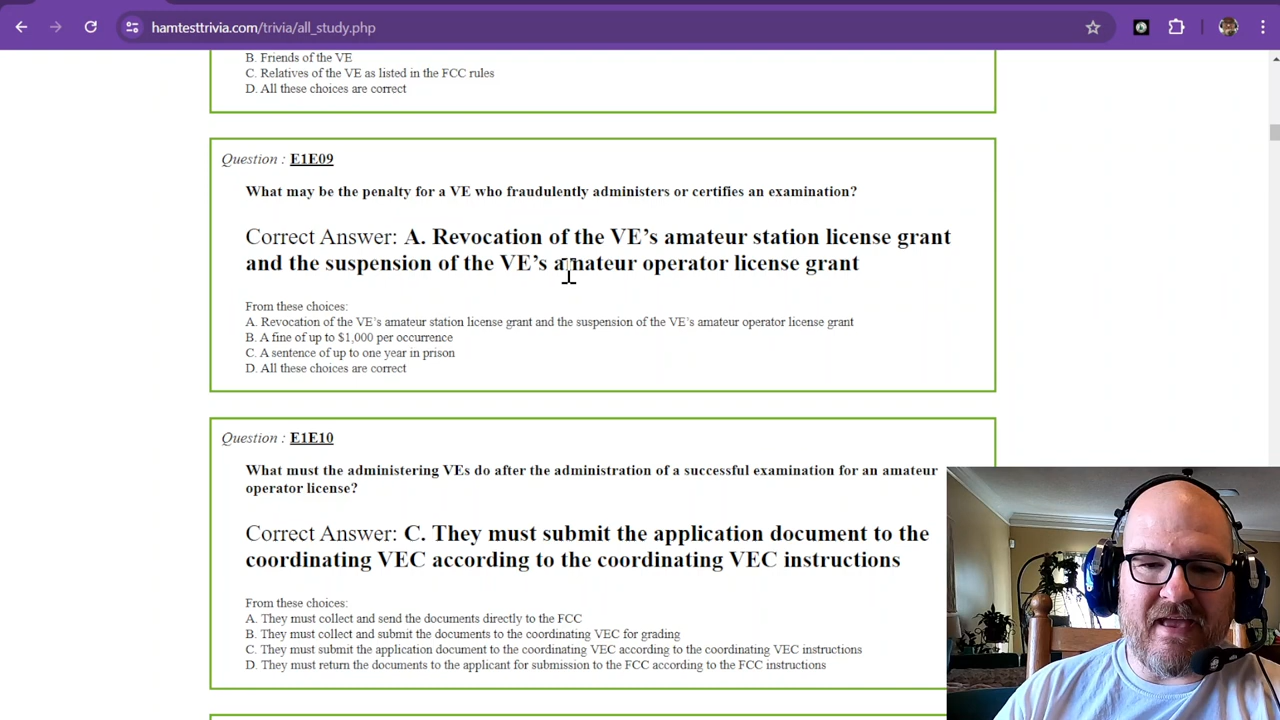 hamtesttrivia.com/trivia/all_study.php
B. Friends of the VE
C. Relatives of the VE as listed in the FCC rules
D. All these choices are correct
Question : E1E09
What may be the penalty for a VE who fraudulently administers or certifies an examination?
Correct Answer: A. Revocation of the VE’s amateur station license grant
and the suspension of the VE’s amateur operator license grant
From these choices:
A. Revocation of the VE’s amateur station license grant and the suspension of the VE’s amateur operator license grant
B. A fine of up to $1,000 per occurrence
C. A sentence of up to one year in prison
D. All these choices are correct
Question : E1E10
What must the administering VEs do after the administration of a successful examination for an amateur
operator license?
Correct Answer: C. They must submit the application document to the
coordinating VEC according to the coordinating VEC instructions
From these choices:
A. They must collect and send the documents directly to the FCC
B. They must collect and submit the documents to the coordinating VEC for grading
C. They must submit the application document to the coordinating VEC according to the coordinating VEC instructions
D. They must return the documents to the applicant for submission to the FCC according to the FCC instructions